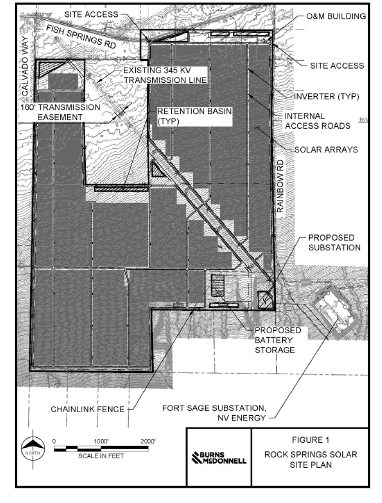 SITE ACCESS
O&M BUILDING
FISH SPRINGS RD
CALVADO WAY
EXISTING 345 KV
TRANSMISSION LINE
SITE ACCESS
160' TRANSMISSION
EASEMENT
RETENTION BASIN
(TYP)
INVERTER (TYP)
INTERNAL
ACCESS ROADS
SOLAR ARRAYS
RAINBOW RD
PROPOSED
SUBSTATION
PROPOSED
BATTERY
STORAGE
CHAINLINK FENCE
FORT SAGE SUBSTATION,
NV ENERGY
NORTH
0 1000' 2000'
SCALE IN FEET
BURNS
MCDONNELL
FIGURE 1
ROCK SPRINGS SOLAR
SITE PLAN